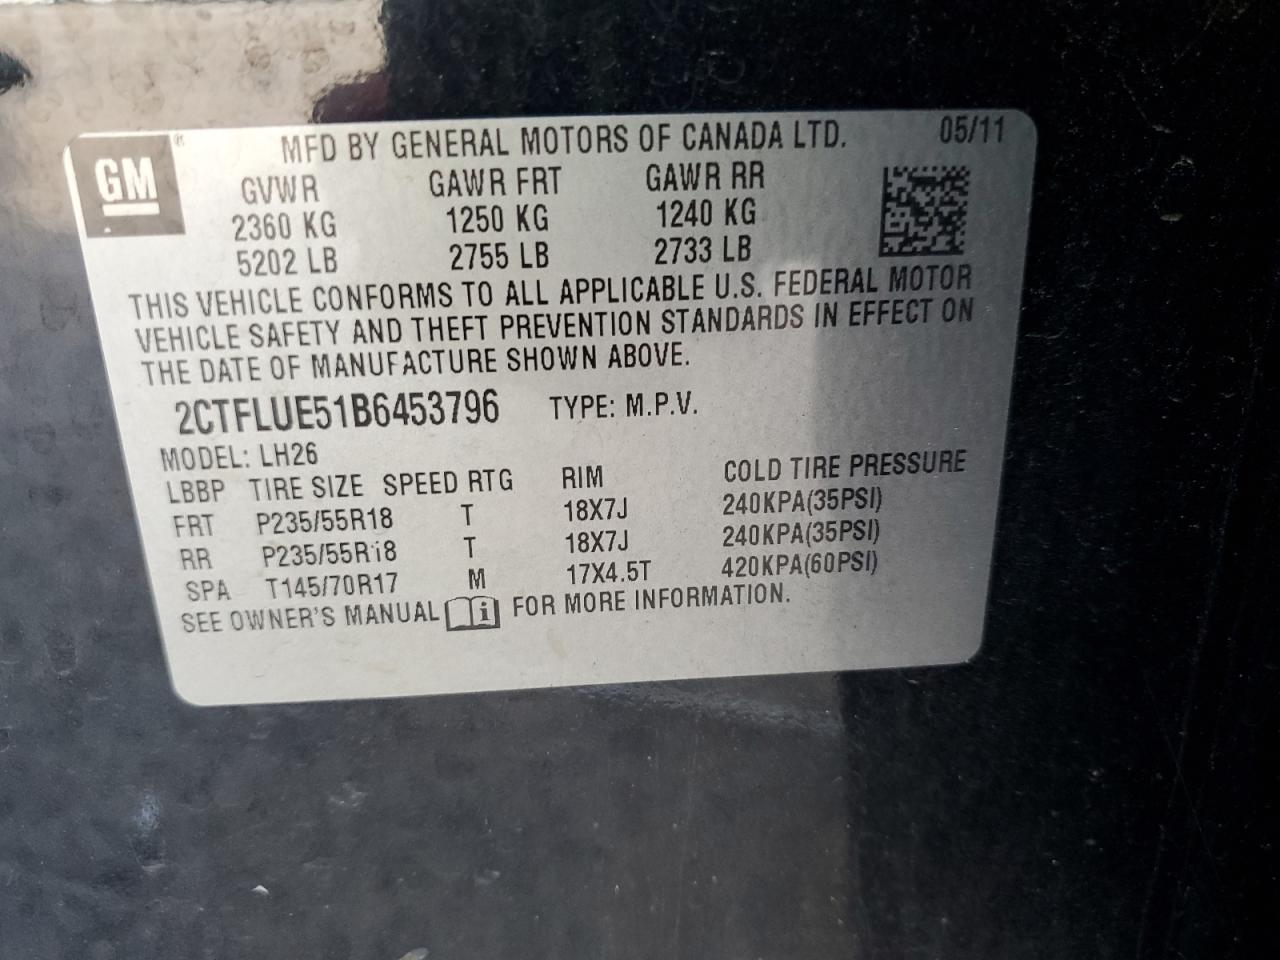 GM ®
MFD BY GENERAL MOTORS OF CANADA LTD. 05/11
GVWR GAWR FRT GAWR RR
2360 KG 1250 KG 1240 KG
5202 LB 2755 LB 2733 LB
THIS VEHICLE CONFORMS TO ALL APPLICABLE U.S. FEDERAL MOTOR
VEHICLE SAFETY AND THEFT PREVENTION STANDARDS IN EFFECT ON
THE DATE OF MANUFACTURE SHOWN ABOVE.
2CTFLUE51B6453796 TYPE: M.P.V.
MODEL: LH26
LBBP TIRE SIZE SPEED RTG RIM COLD TIRE PRESSURE
FRT P235/55R18 T 18X7J 240KPA(35PSI)
RR P235/55R18 T 18X7J 240KPA(35PSI)
SPA T145/70R17 M 17X4.5T 420KPA(60PSI)
SEE OWNER'S MANUAL i FOR MORE INFORMATION.